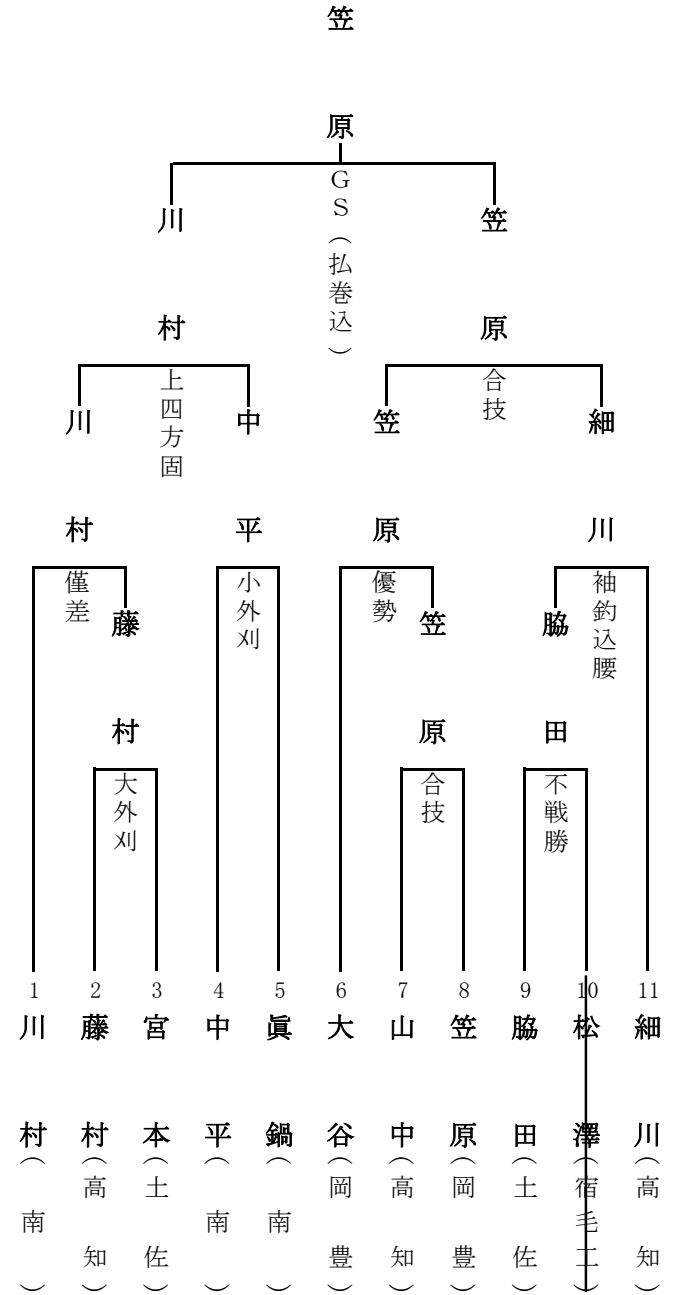 笠原
GS（払巻込）
川村
笠原
上四方固
合技
川村
中平
笠原
細川
僅差
小外刈
優勢
袖釣込腰
藤村
笠原
脇田
大外刈
合技
不戦勝
1 川村（南）
2 藤村（高知）
3 宮本（土佐）
4 中平（南）
5 眞鍋（南）
6 大谷（岡豊）
7 山中（高知）
8 笠原（岡豊）
9 脇田（土佐）
10 松澤（宿毛工）
11 細川（高知）